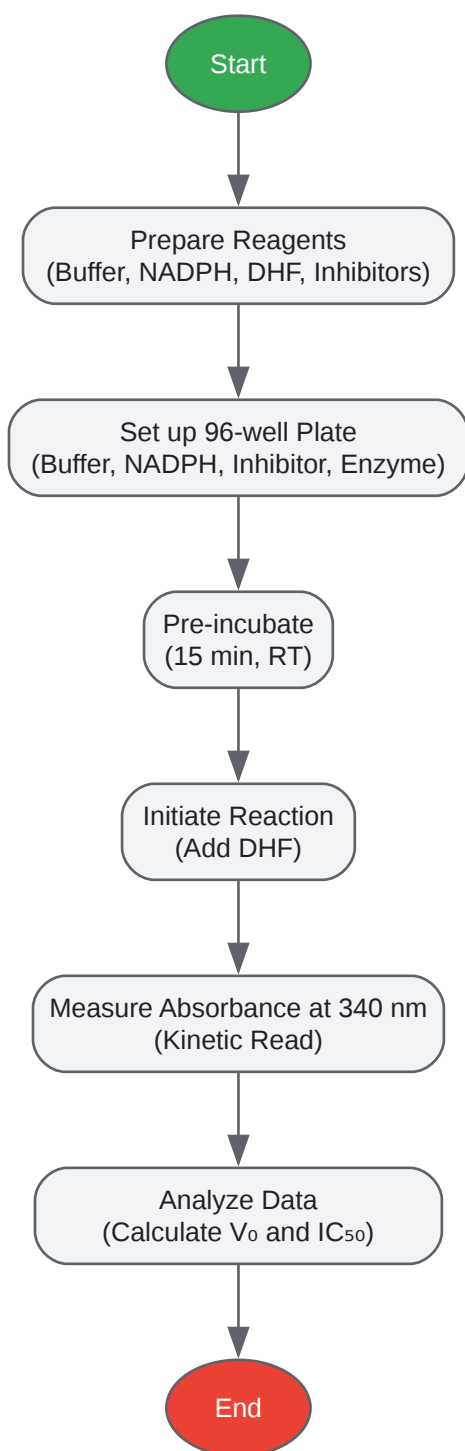 Start
Prepare Reagents
(Buffer, NADPH, DHF, Inhibitors)
Set up 96-well Plate
(Buffer, NADPH, Inhibitor, Enzyme)
Pre-incubate
(15 min, RT)
Initiate Reaction
(Add DHF)
Measure Absorbance at 340 nm
(Kinetic Read)
Analyze Data
(Calculate V₀ and IC₅₀)
End